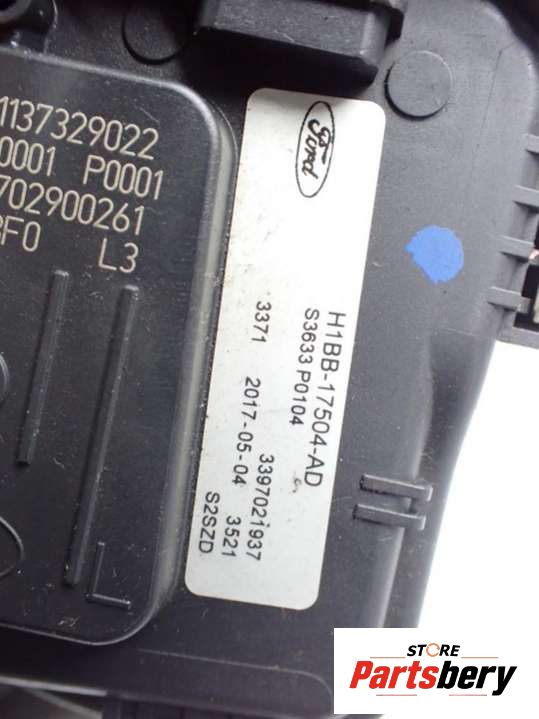 1137329022
0001 P0001
702900261
3F0 L3
L
Ford
H1BB-17504-AD
S3633 P0104
3397021937
3371 2017-05-04 3521
S2SZD
STORE
Partsbery